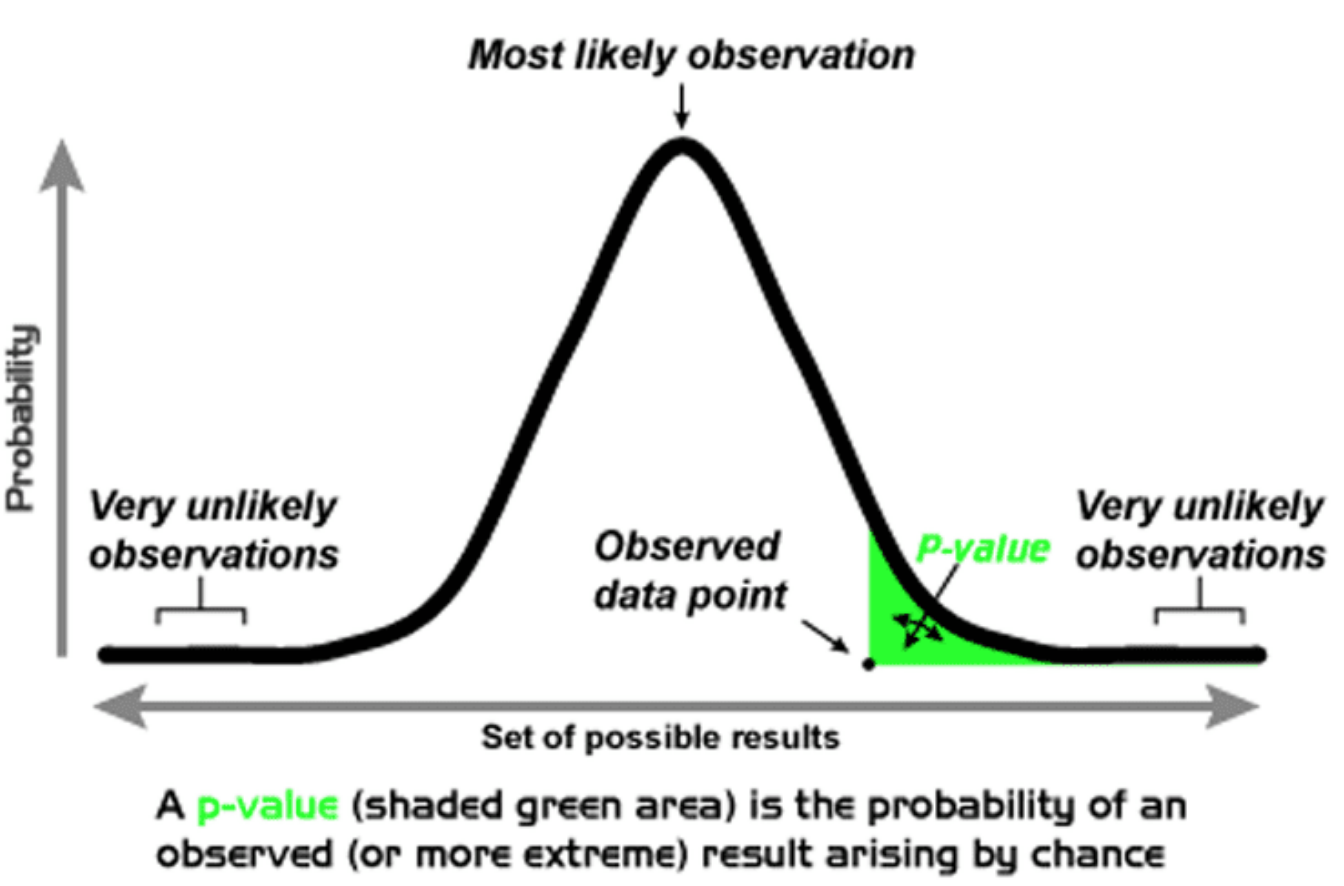 Most likely observation
Probability
Very unlikely
observations
Observed
data point
P-value
Very unlikely
observations
Set of possible results
A p-value (shaded green area) is the probability of an
observed (or more extreme) result arising by chance